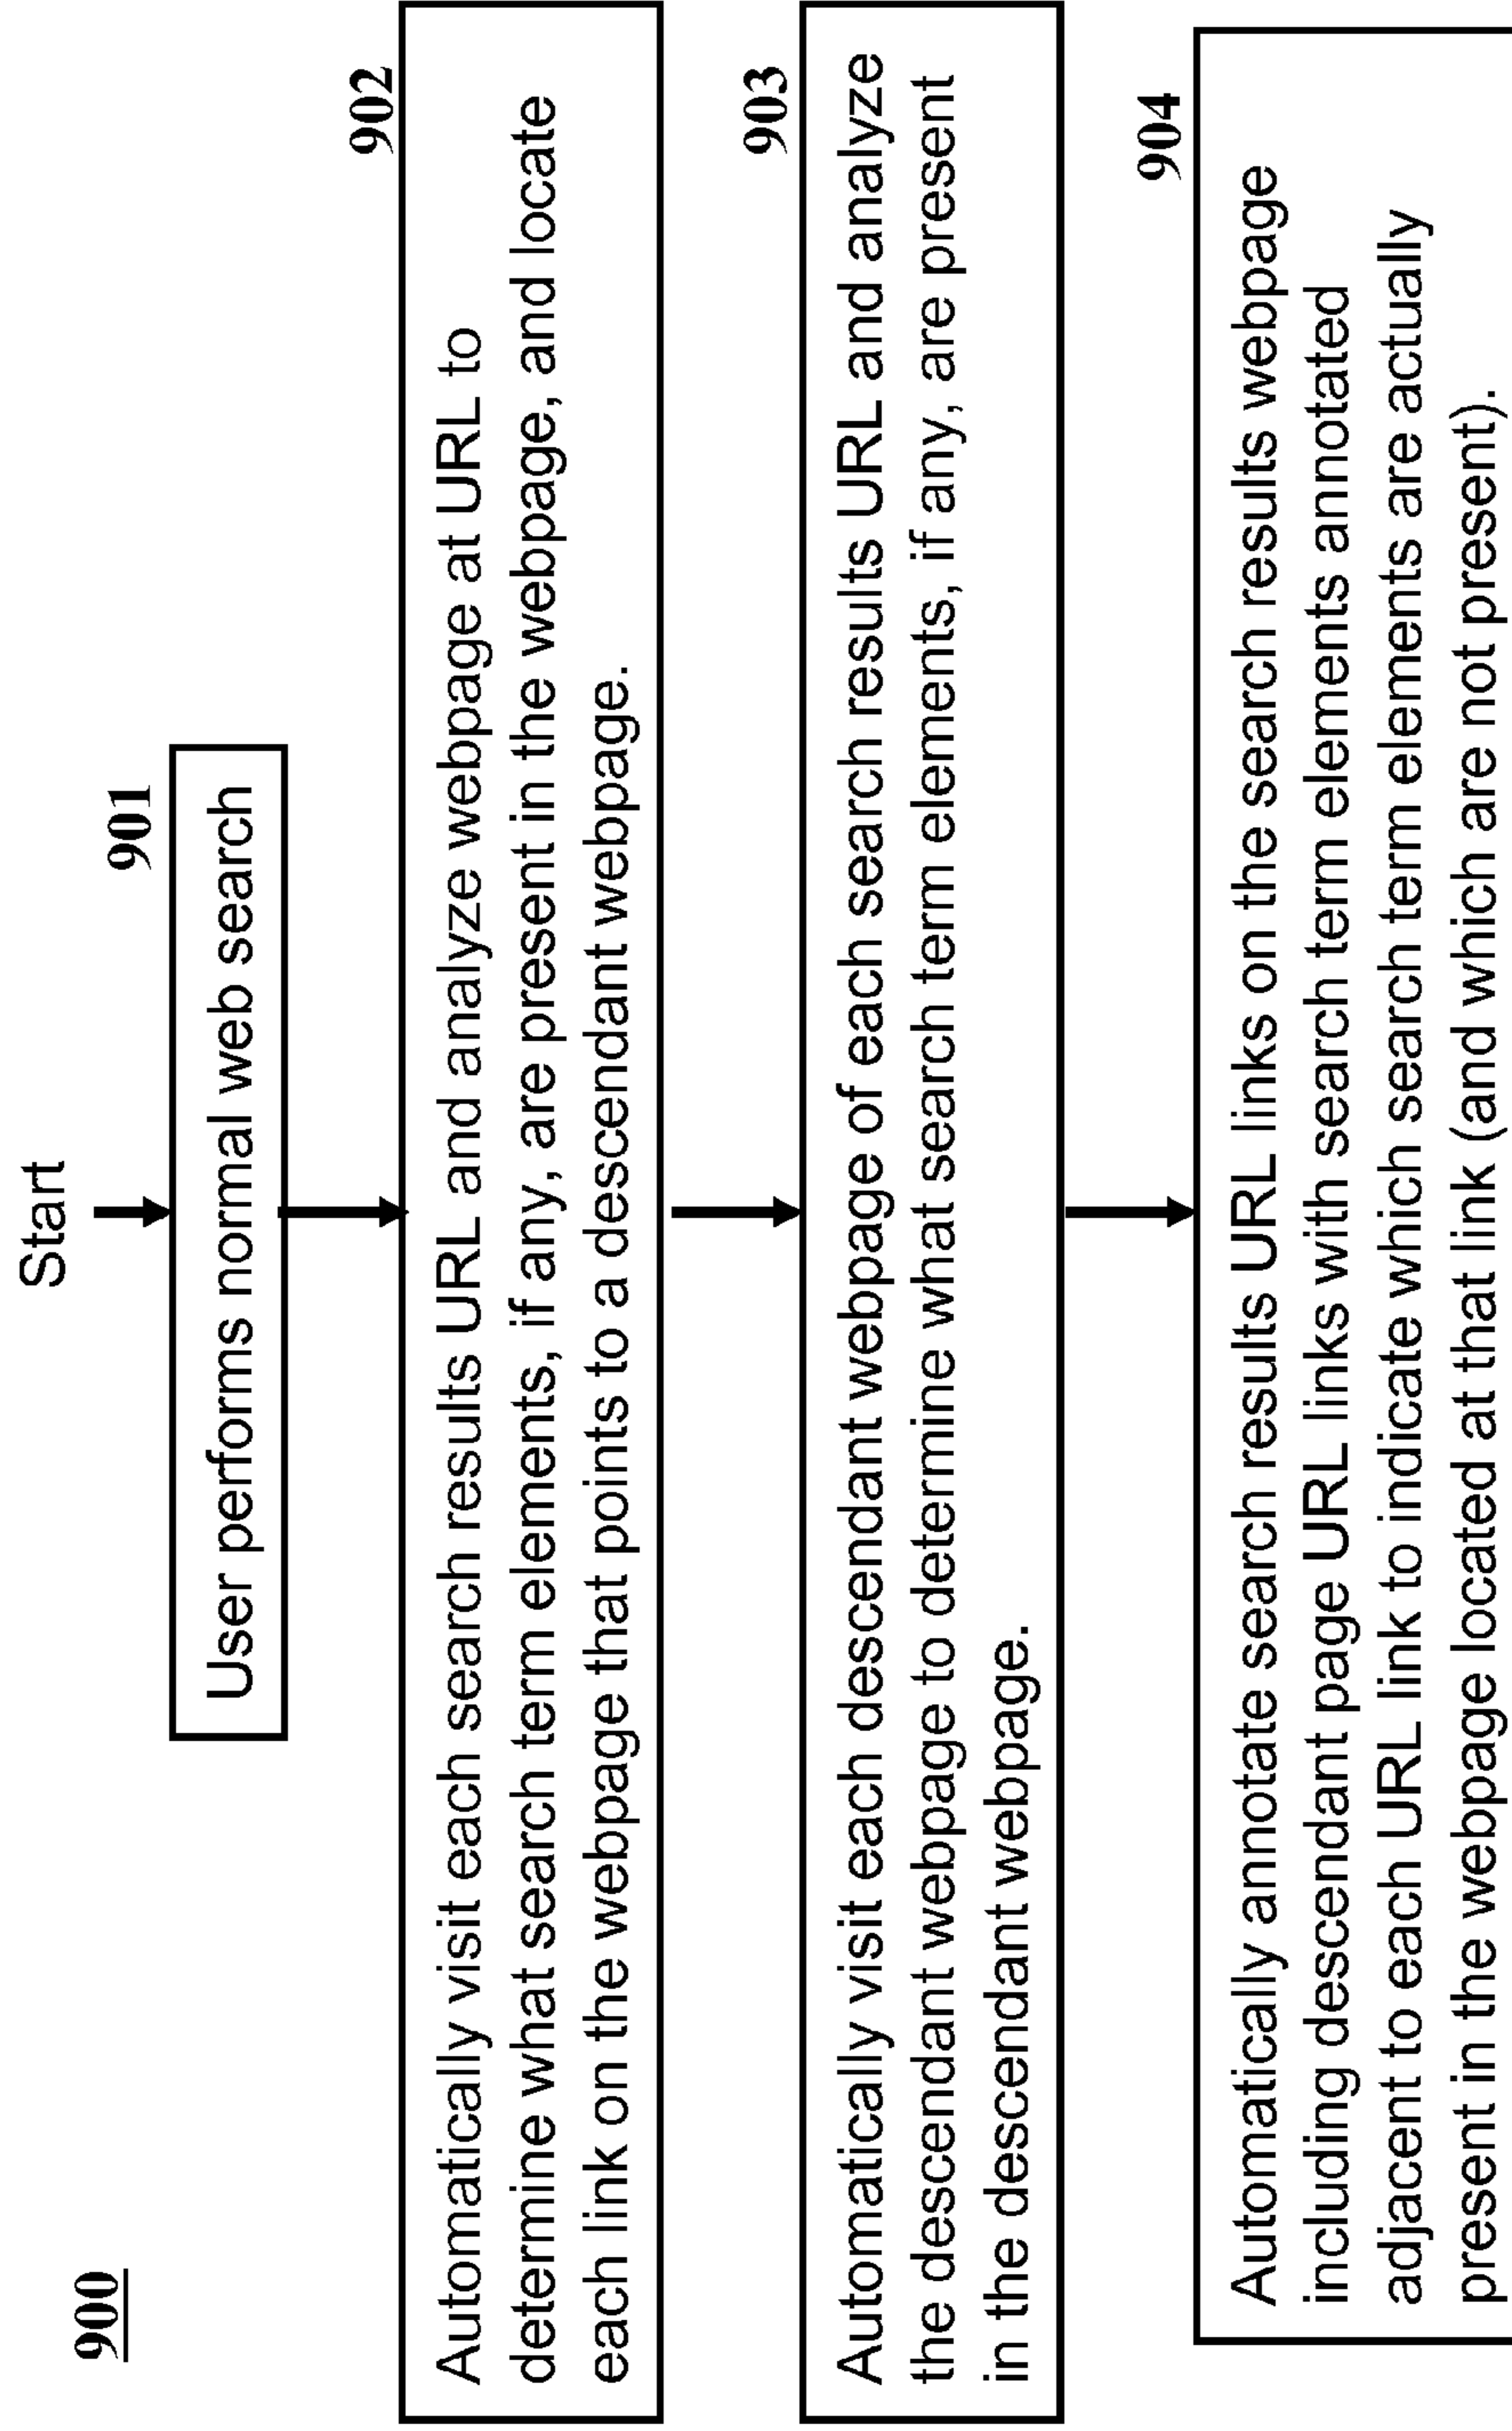 900
Start
901
User performs normal web search
902
Automatically visit each search results URL and analyze webpage at URL to
determine what search term elements, if any, are present in the webpage, and locate
each link on the webpage that points to a descendant webpage.
903
Automatically visit each descendant webpage of each search results URL and analyze
the descendant webpage to determine what search term elements, if any, are present
in the descendant webpage.
904
Automatically annotate search results URL links on the search results webpage
including descendant page URL links with search term elements annotated
adjacent to each URL link to indicate which search term elements are actually
present in the webpage located at that link (and which are not present).